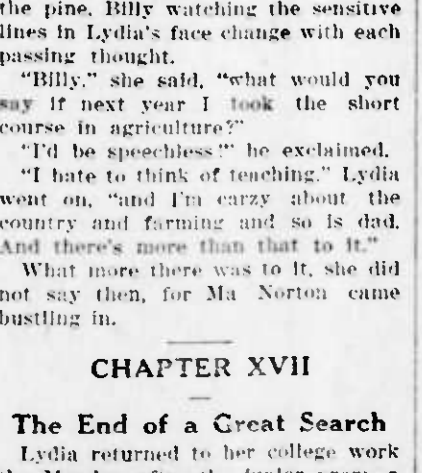 the pine, Billy watching the sensitive
lines in Lydia's face change with each
passing thought.
"Billy," she said, "what would you
say if next year I took the short
course in agriculture?"
"I'd be speechless!" he exclaimed.
"I hate to think of teaching," Lydia
went on, "and I'm carzy about the
country and farming and so is dad.
And there's more than that to it."
What more there was to it, she did
not say then, for Ma Norton came
bustling in.
CHAPTER XVII
The End of a Great Search
Lydia returned to her college work
the